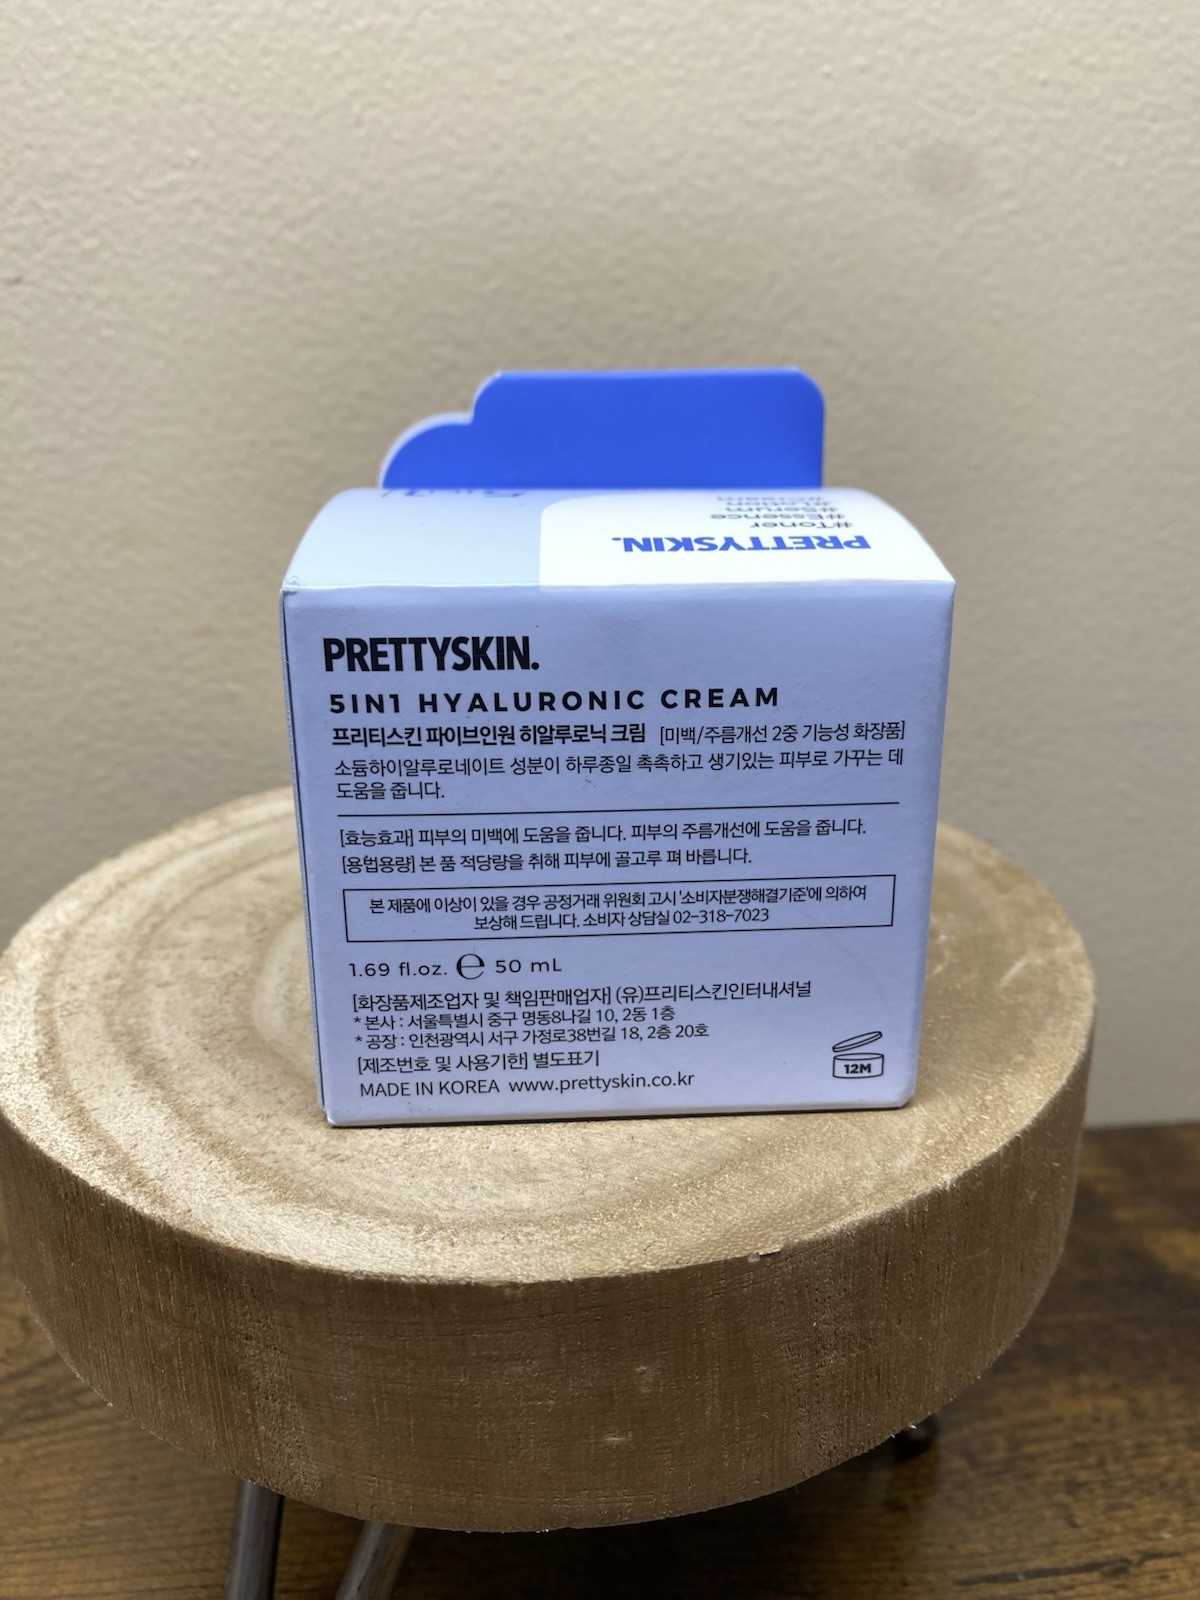 #Cream
#Lotion
#Serum
#Essence
#Toner
PRETTYSKIN.
PRETTYSKIN.
5IN1 HYALURONIC CREAM
프리티스킨 파이브인원 히알루로닉 크림 [미백/주름개선 2중 기능성 화장품]
소듐하이알루로네이트 성분이 하루종일 촉촉하고 생기있는 피부로 가꾸는 데
도움을 줍니다.
[효능효과] 피부의 미백에 도움을 줍니다. 피부의 주름개선에 도움을 줍니다.
[용법용량] 본 품 적당량을 취해 피부에 골고루 펴 바릅니다.
본 제품에 이상이 있을 경우 공정거래 위원회 고시 '소비자분쟁해결기준'에 의하여
보상해 드립니다. 소비자 상담실 02-318-7023
1.69 fl.oz. ℮ 50 mL
[화장품제조업자 및 책임판매업자] (유)프리티스킨인터내셔널
* 본사 : 서울특별시 중구 명동8나길 10, 2동 1층
* 공장 : 인천광역시 서구 가정로38번길 18, 2층 20호
[제조번호 및 사용기한] 별도표기
MADE IN KOREA www.prettyskin.co.kr
12M